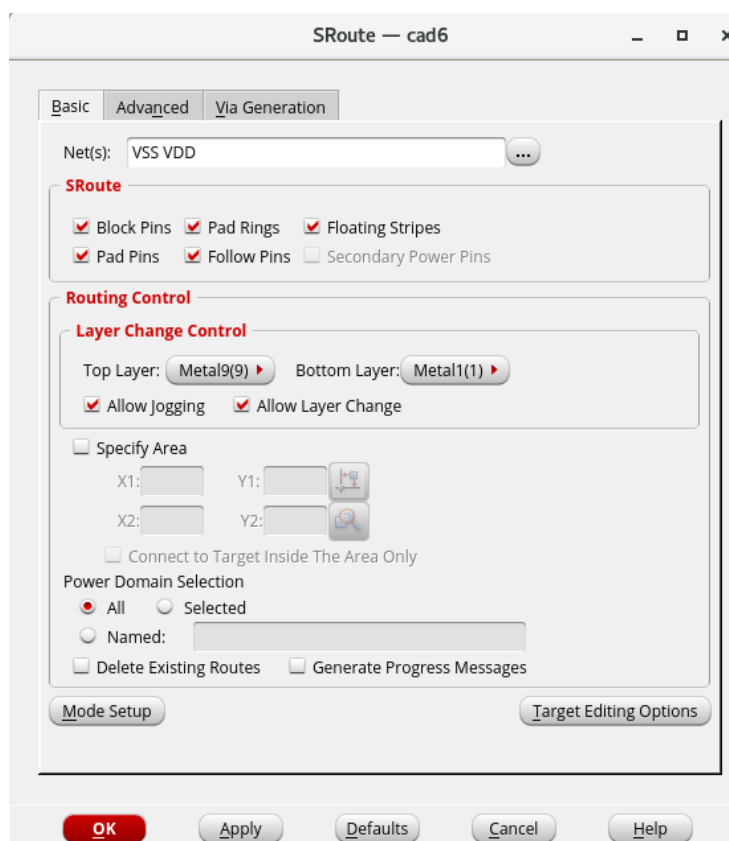 SRoute — cad6
Basic Advanced Via Generation
Net(s): VSS VDD ...
SRoute
Block Pins Pad Rings Floating Stripes
Pad Pins Follow Pins Secondary Power Pins
Routing Control
Layer Change Control
Top Layer: Metal9(9) Bottom Layer: Metal1(1)
Allow Jogging Allow Layer Change
Specify Area
X1: Y1:
X2: Y2:
Connect to Target Inside The Area Only
Power Domain Selection
All Selected
Named:
Delete Existing Routes Generate Progress Messages
Mode Setup Target Editing Options
OK Apply Defaults Cancel Help